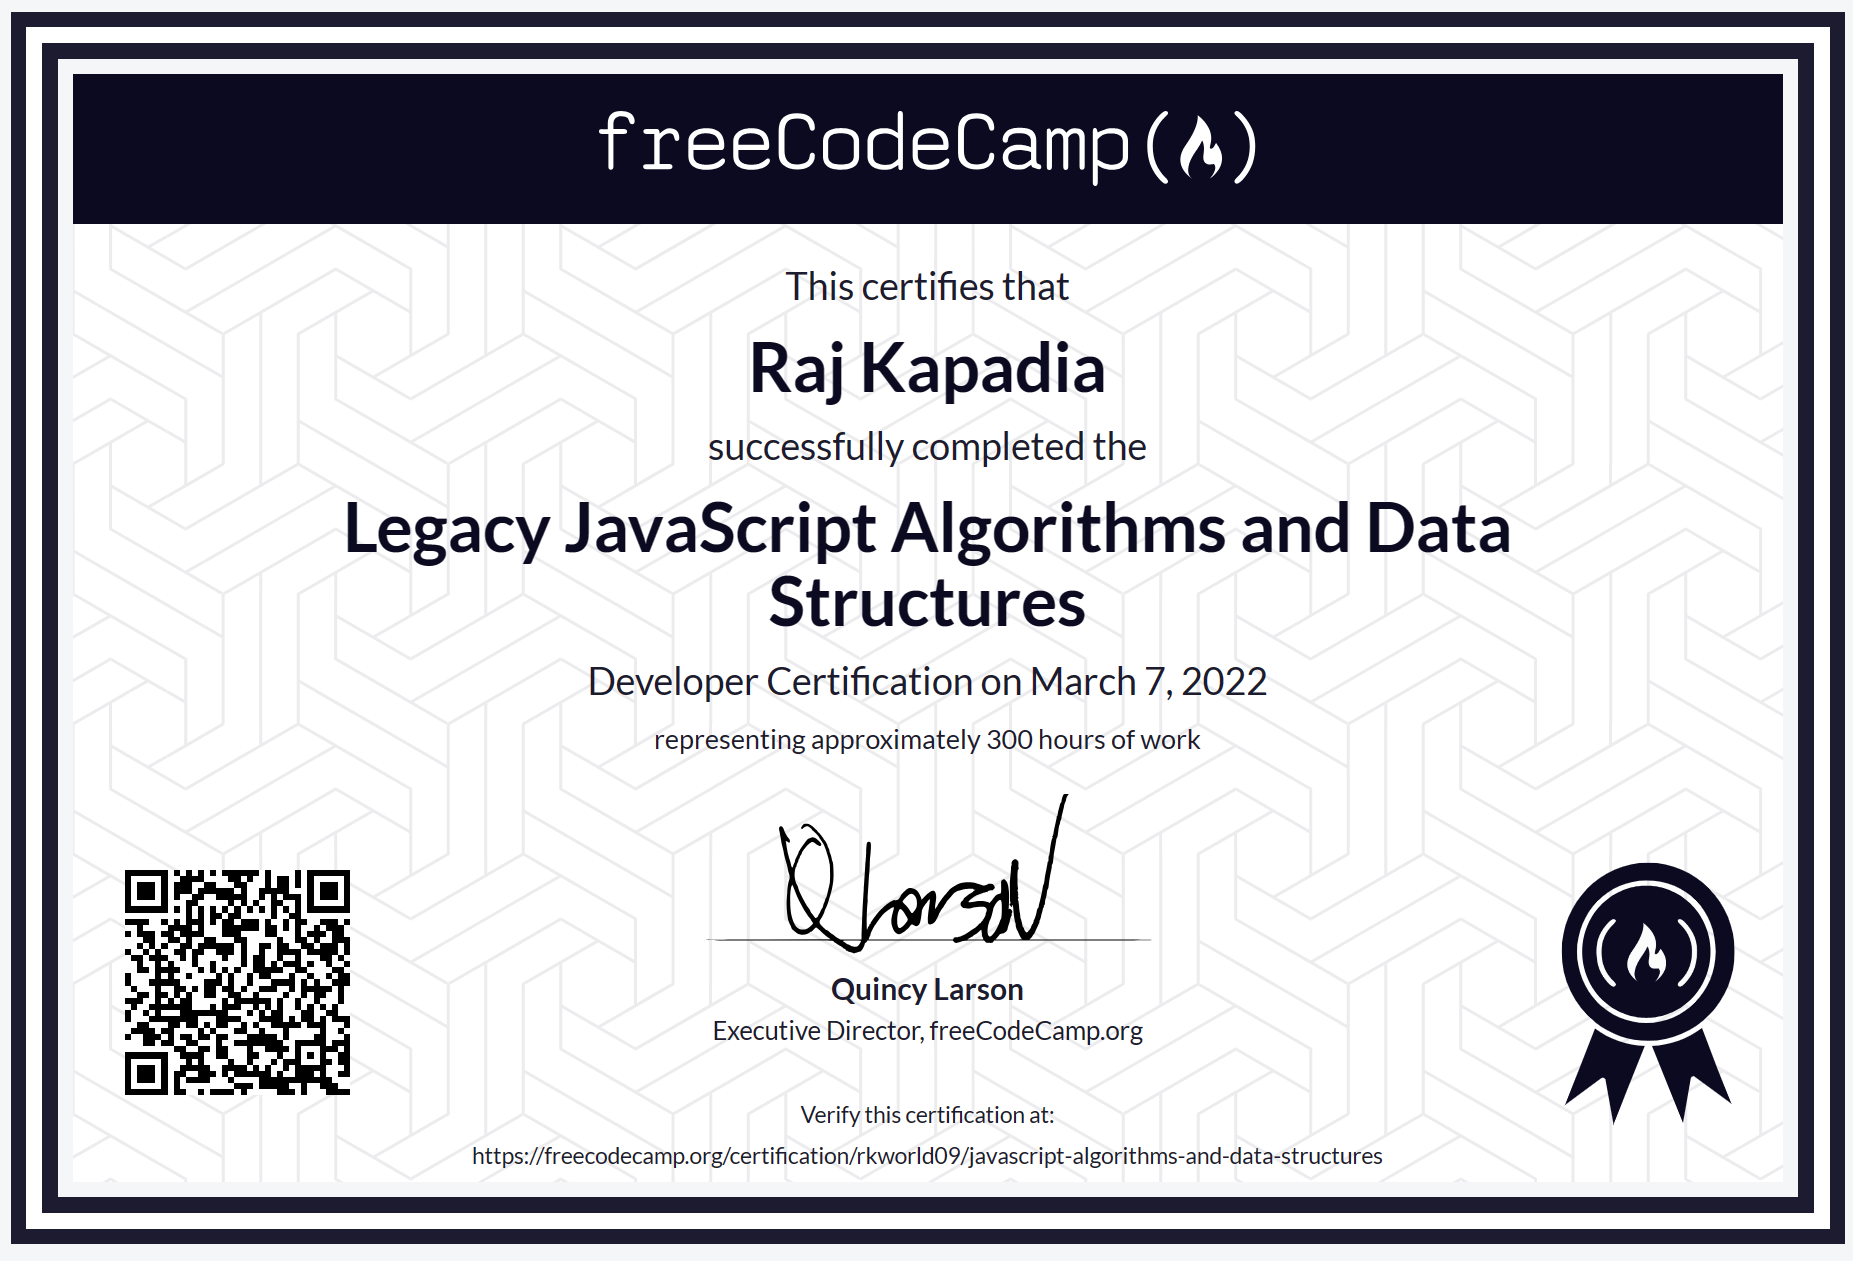 freeCodeCamp
This certifies that
Raj Kapadia
successfully completed the
Legacy JavaScript Algorithms and Data
Structures
Developer Certification on March 7, 2022
representing approximately 300 hours of work
Quincy Larson
Executive Director, freeCodeCamp.org
Verify this certification at:
https://freecodecamp.org/certification/rkworld09/javascript-algorithms-and-data-structures